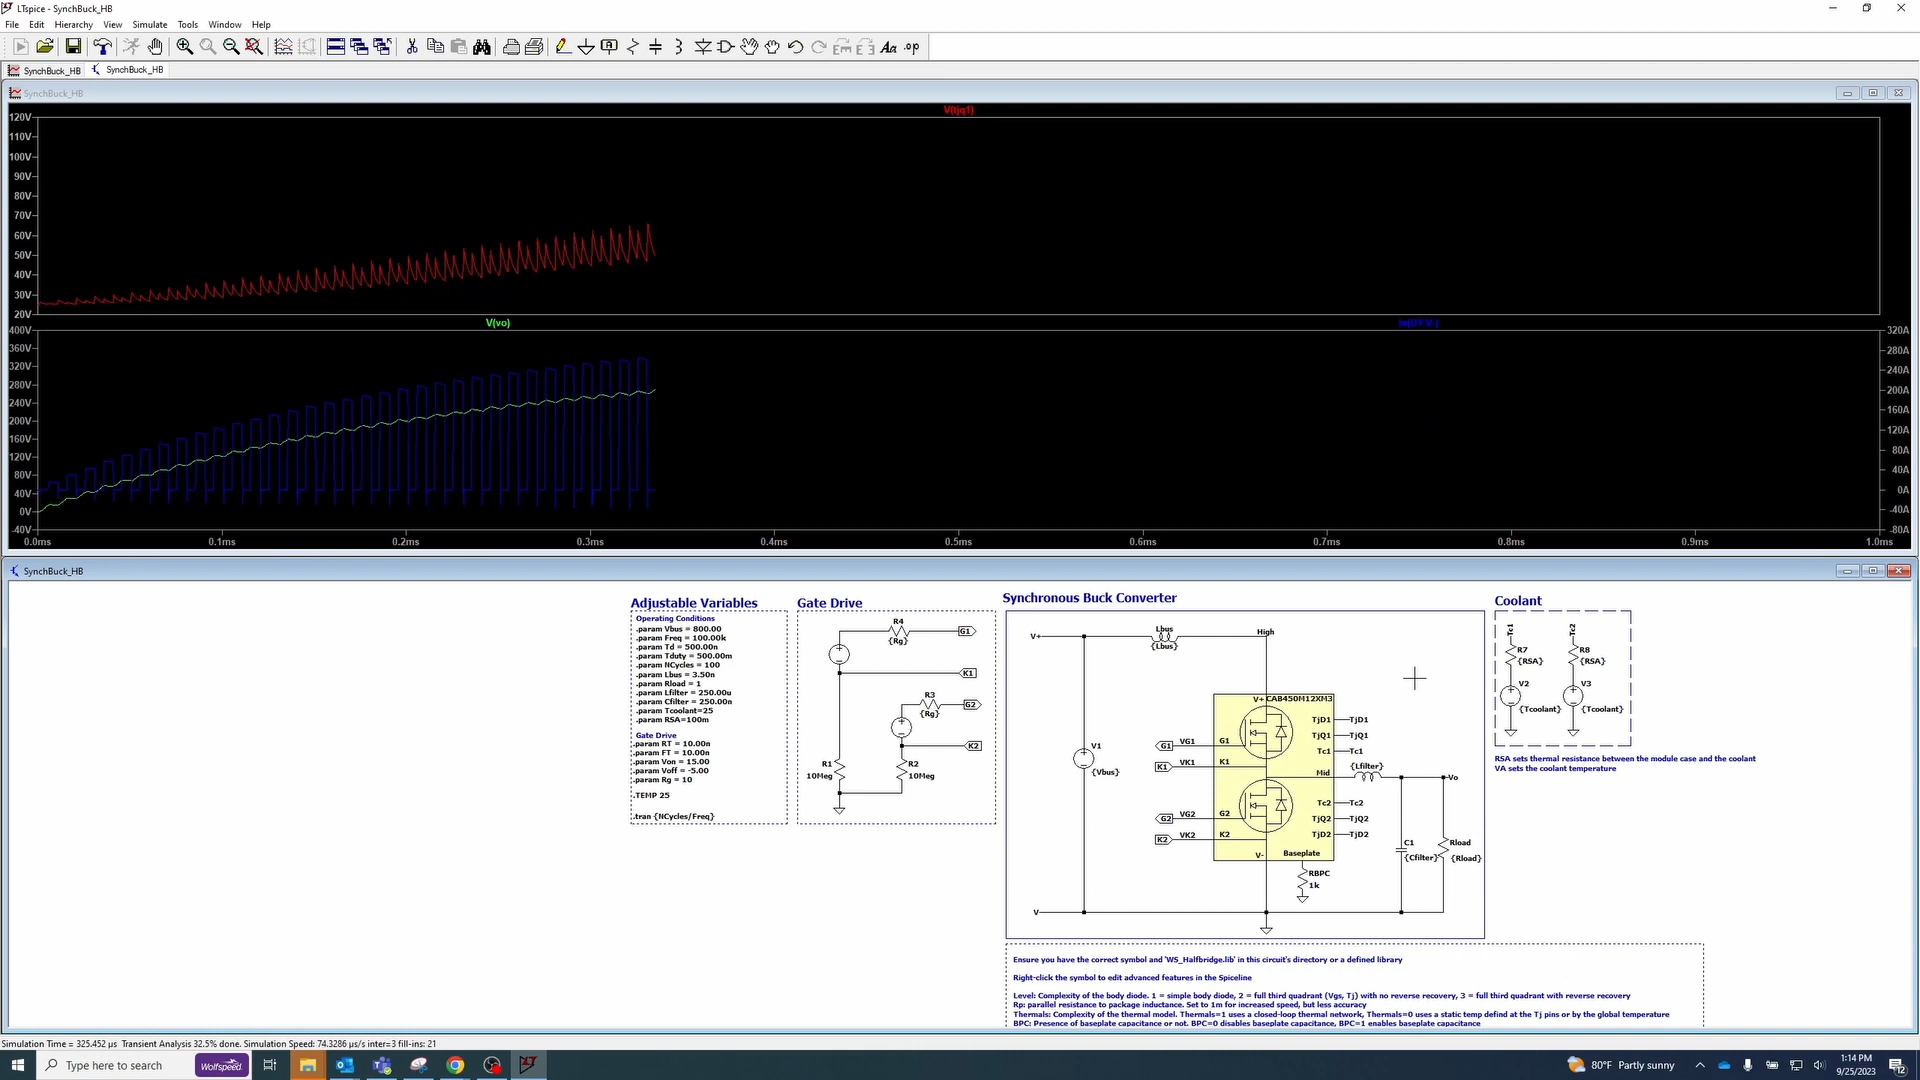 LTspice - SynchBuck_HB
File Edit Hierarchy View Simulate Tools Window Help
SynchBuck_HB SynchBuck_HB
SynchBuck_HB
V(tjq1)
120V
110V
100V
90V
80V
70V
60V
50V
40V
30V
20V
V(vo)
400V 320A
360V 280A
320V 240A
280V 200A
240V 160A
200V 120A
160V 80A
120V 40A
80V 0A
40V -40A
0V -80A
-40V
0.0ms 0.1ms 0.2ms 0.3ms 0.4ms 0.5ms 0.6ms 0.7ms 0.8ms 0.9ms 1.0ms
SynchBuck_HB
Adjustable Variables
Operating Conditions
.param Vbus = 800.00
.param Freq = 100.00k
.param Td = 500.00n
.param Tduty = 500.00m
.param NCycles = 100
.param Lbus = 3.50n
.param Rload = 1
.param Lfilter = 250.00u
.param Cfilter = 250.00n
.param Tcoolant=25
.param RSA=100m
Gate Drive
.param RT = 10.00n
.param FT = 10.00n
.param Von = 15.00
.param Voff = -5.00
.param Rg = 10
.TEMP 25
.tran {NCycles/Freq}
Gate Drive
R4
{Rg}
G1
K1
R3
{Rg}
G2
K2
R1
10Meg
R2
10Meg
Synchronous Buck Converter
V+
Lbus
{Lbus}
High
V1
{Vbus}
V+ CAB450M12XM3
G1 VG1 G1
K1 VK1 K1
G2 VG2 G2
K2 VK2 K2
TjD1 TjD1
TjQ1 TjQ1
Tc1 Tc1
Mid
{Lfilter}
Vo
Tc2 Tc2
TjQ2 TjQ2
TjD2 TjD2
V- Baseplate
RBPC
1k
C1
{Cfilter}
Rload
{Rload}
V-
Coolant
Tc1 Tc2
R7
{RSA}
R8
{RSA}
V2
{Tcoolant}
V3
{Tcoolant}
RSA sets thermal resistance between the module case and the coolant
VA sets the coolant temperature
Ensure you have the correct symbol and 'WS_Halfbridge.lib' in this circuit's directory or a defined library
Right-click the symbol to edit advanced features in the Spiceline
Level: Complexity of the body diode. 1 = simple body diode, 2 = full third quadrant (Vgs, Tj) with no reverse recovery, 3 = full third quadrant with reverse recovery
Rp: parallel resistance to package inductance. Set to 1m for increased speed, but less accuracy
Thermals: Complexity of the thermal model. Thermals=1 uses a closed-loop thermal network, Thermals=0 uses a static temp defind at the Tj pins or by the global temperature
BPC: Presence of baseplate capacitance or not. BPC=0 disables baseplate capacitance, BPC=1 enables baseplate capacitance
Simulation Time = 325.452 µs Transient Analysis 32.5% done. Simulation Speed: 74.3286 µs/s inter=3 fill-ins: 21
Type here to search
Wolfspeed
80°F Partly sunny
1:14 PM
9/25/2023
12